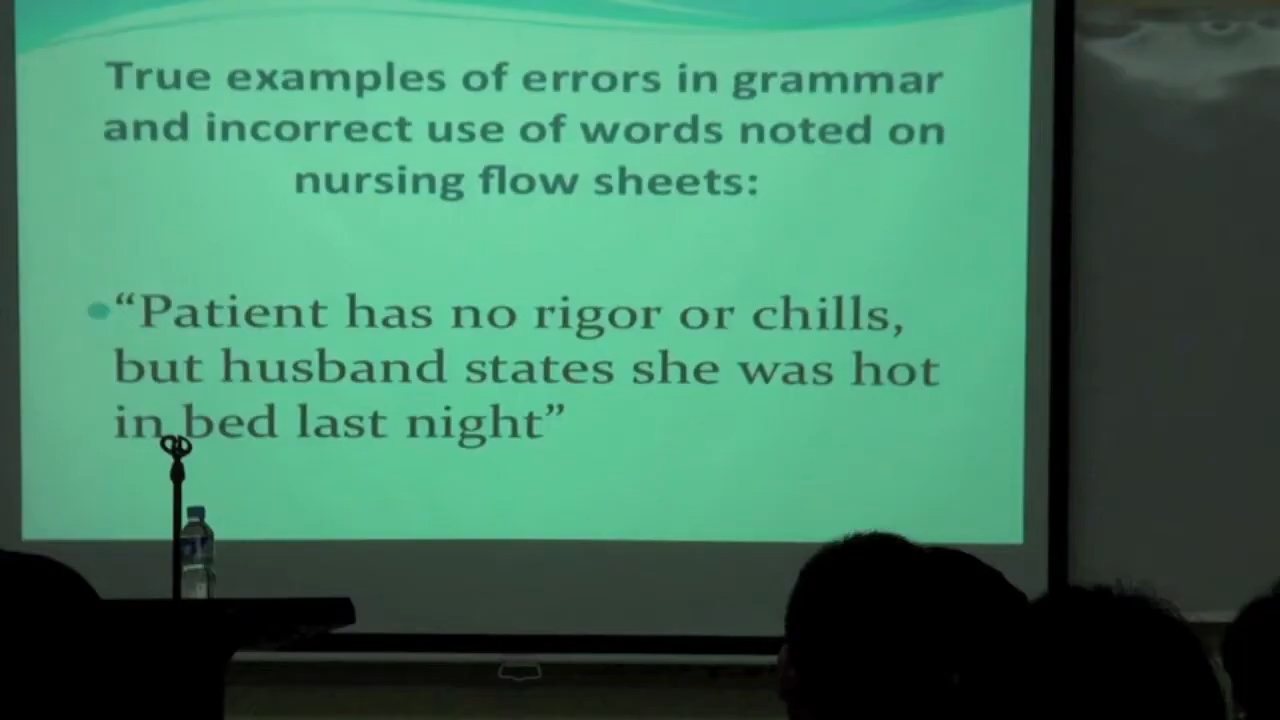 True examples of errors in grammar
and incorrect use of words noted on
nursing flow sheets:
“Patient has no rigor or chills,
but husband states she was hot
in bed last night”